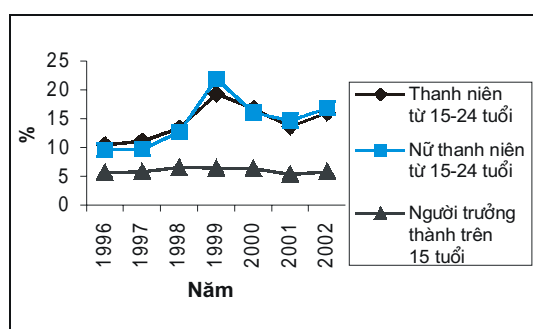 25
20
15
10
5
0
%
1996
1997
1998
1999
2000
2001
2002
Năm
Thanh niên
từ 15-24 tuổi
Nữ thanh niên
từ 15-24 tuổi
Người trưởng
thành trên
15 tuổi